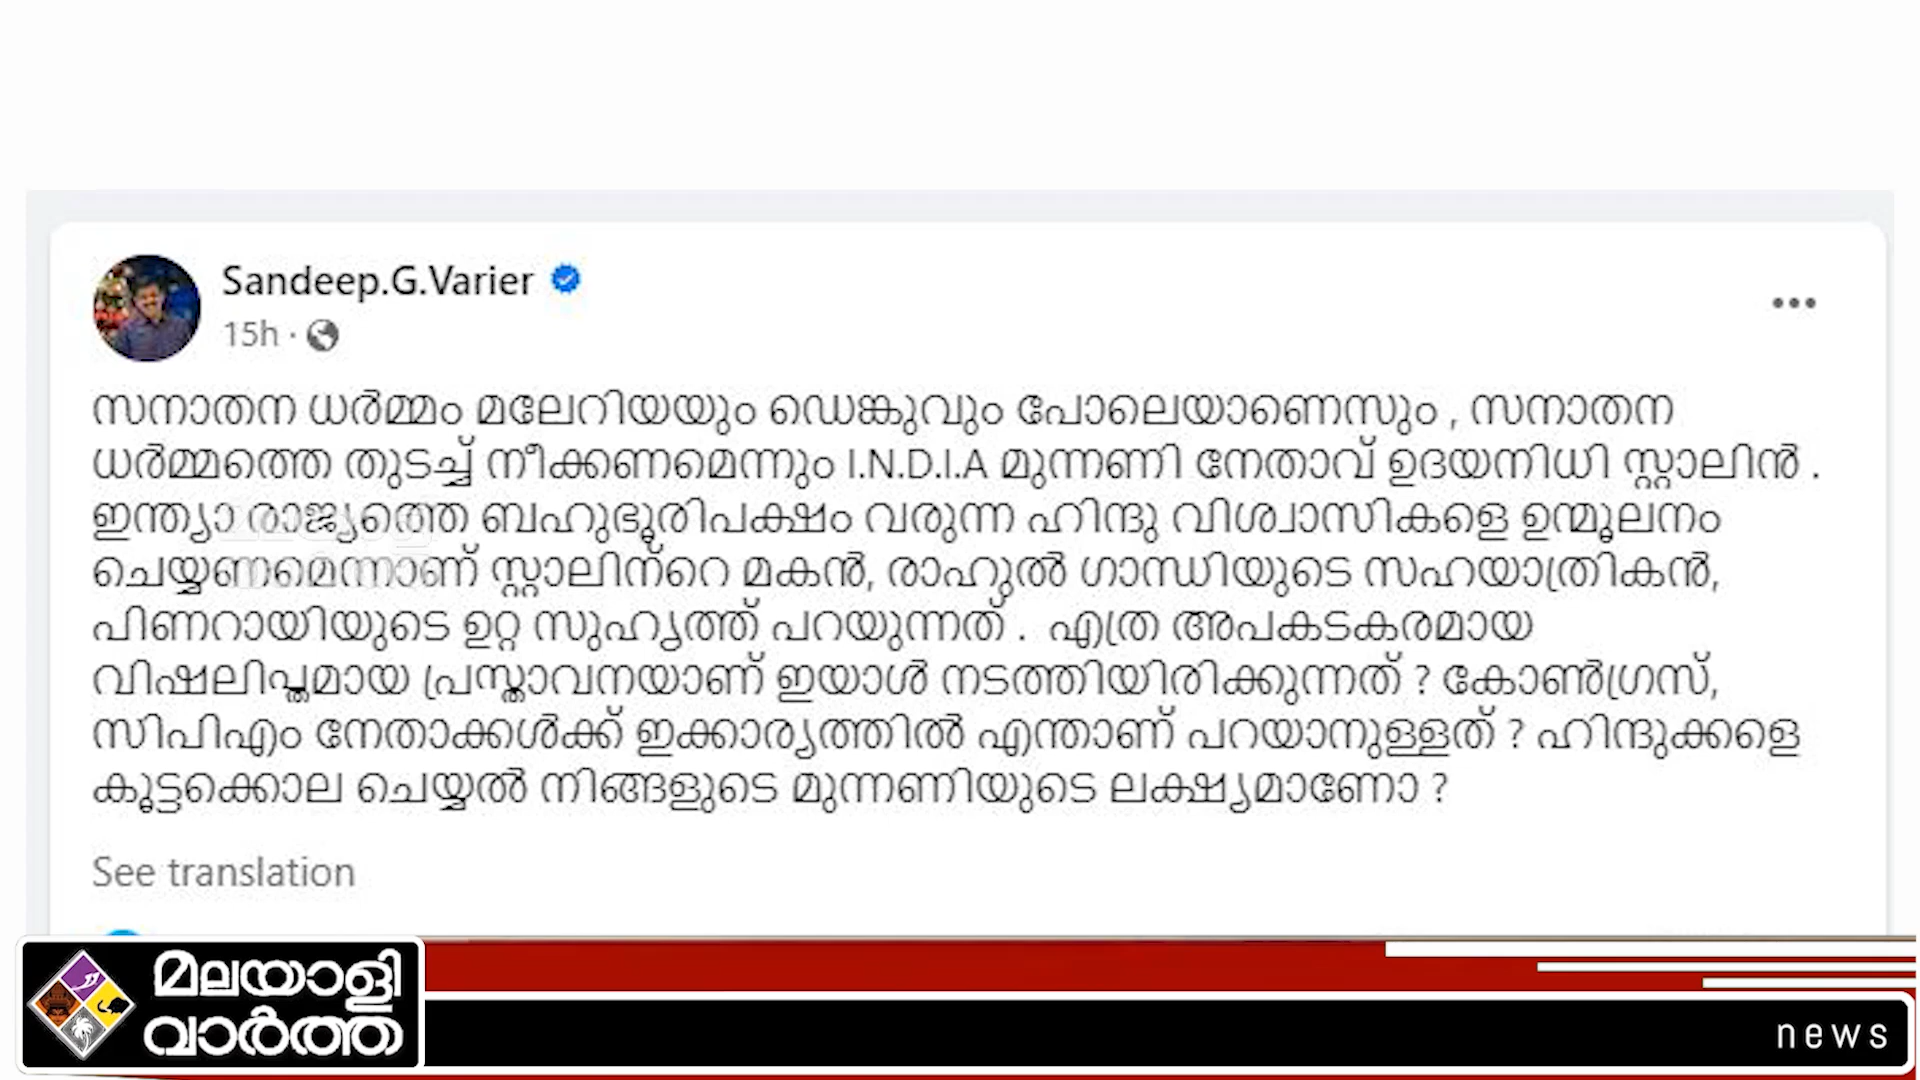 Sandeep.G.Varier
15h ·
സനാതന ധർമ്മം മലേറിയയും ഡെങ്കുവും പോലെയാണെസും , സനാതന
ധർമ്മത്തെ തുടച്ച് നീക്കണമെന്നും I.N.D.I.A മുന്നണി നേതാവ് ഉദയനിധി സ്റ്റാലിൻ .
ഇന്ത്യാ രാജ്യത്തെ ബഹുഭൂരിപക്ഷം വരുന്ന ഹിന്ദു വിശ്വാസികളെ ഉന്മൂലനം
ചെയ്യണമെന്നാണ് സ്റ്റാലിന്റെ മകൻ, രാഹുൽ ഗാന്ധിയുടെ സഹയാത്രികൻ,
പിണറായിയുടെ ഉറ്റ സുഹൃത്ത് പറയുന്നത് . എത്ര അപകടകരമായ
വിഷലിപ്തമായ പ്രസ്താവനയാണ് ഇയാൾ നടത്തിയിരിക്കുന്നത് ? കോൺഗ്രസ്,
സിപിഎം നേതാക്കൾക്ക് ഇക്കാര്യത്തിൽ എന്താണ് പറയാനുള്ളത് ? ഹിന്ദുക്കളെ
കൂട്ടക്കൊല ചെയ്യൽ നിങ്ങളുടെ മുന്നണിയുടെ ലക്ഷ്യമാണോ ?
See translation
മലയാളി
വാർത്ത
news